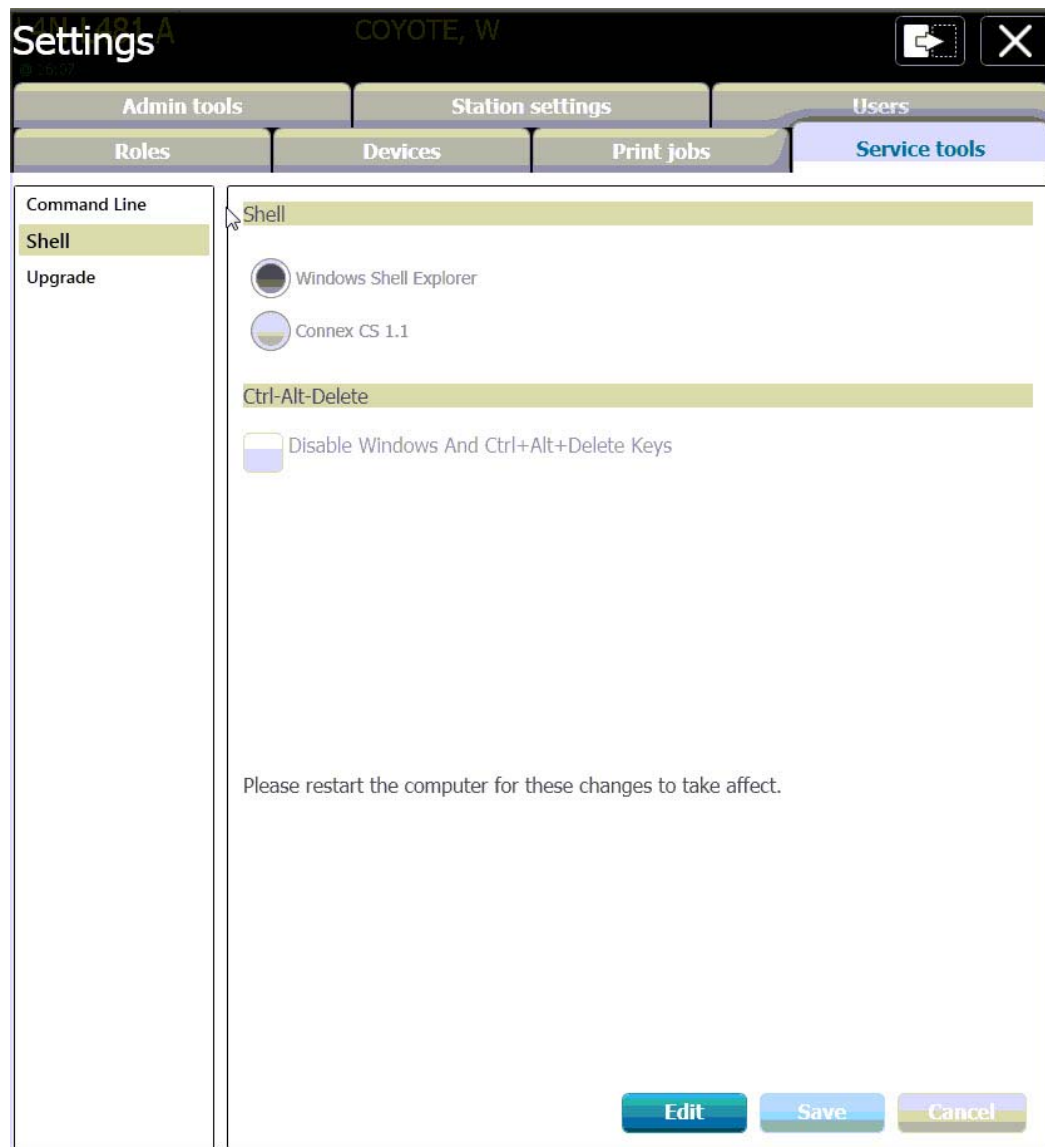 Settings
COYOTE, W
@ 16:07
Admin tools
Station settings
Users
Roles
Devices
Print jobs
Service tools
Command Line
Shell
Upgrade
Shell
Windows Shell Explorer
Connex CS 1.1
Ctrl-Alt-Delete
Disable Windows And Ctrl+Alt+Delete Keys
Please restart the computer for these changes to take affect.
Edit
Save
Cancel